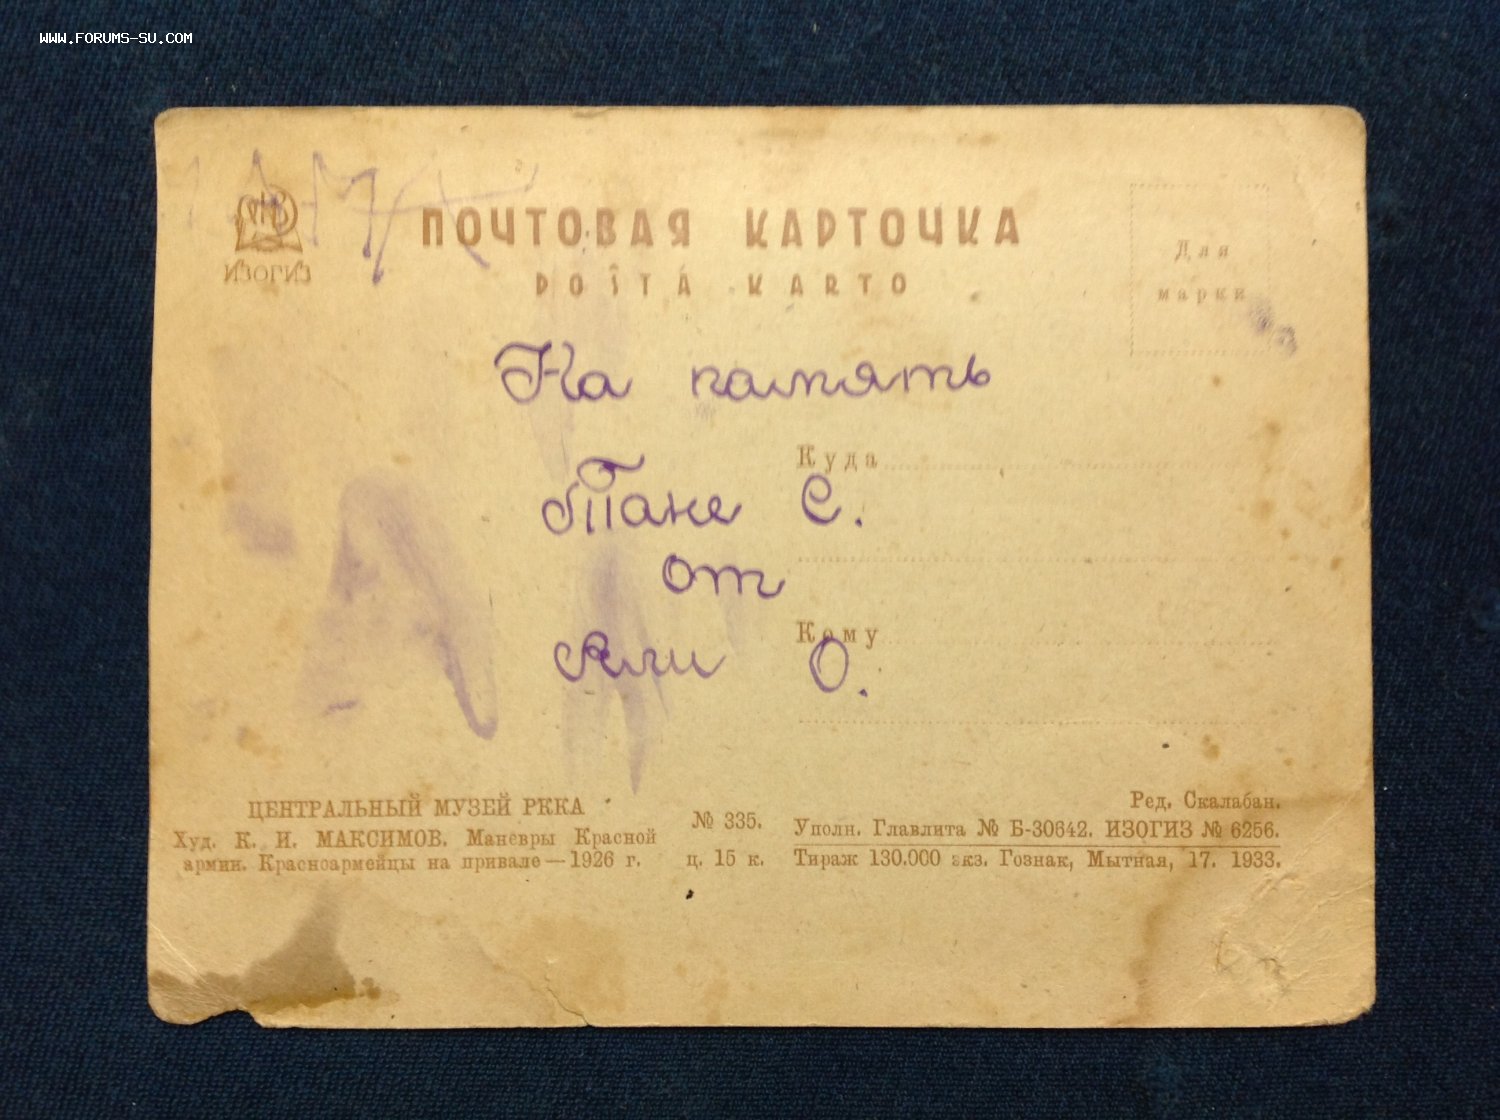 WWW.FORUMS-SU.COM
ИЗОГИЗ
ПОЧТОВАЯ КАРТОЧКА
POŜTA KARTO
Для
марки
На память
Куда
Тане С.
от
Кому
Яли О.
ЦЕНТРАЛЬНЫЙ МУЗЕЙ РККА
Худ. К. И. МАКСИМОВ. Маневры Красной
армии. Красноармейцы на привале — 1926 г.
№ 335.
ц. 15 к.
Ред. Скалабан.
Уполн. Главлита № Б-30642. ИЗОГИЗ № 6256.
Тираж 130.000 экз. Гознак, Мытная, 17. 1933.